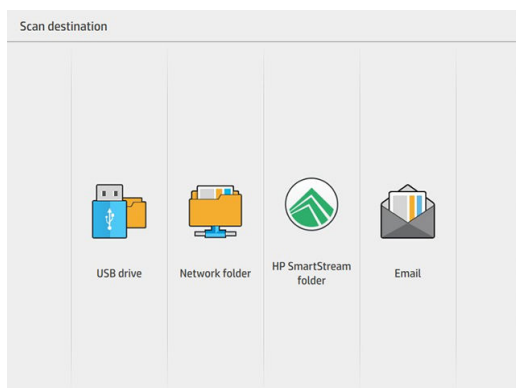 Scan destination
USB drive
Network folder
HP SmartStream
folder
Email